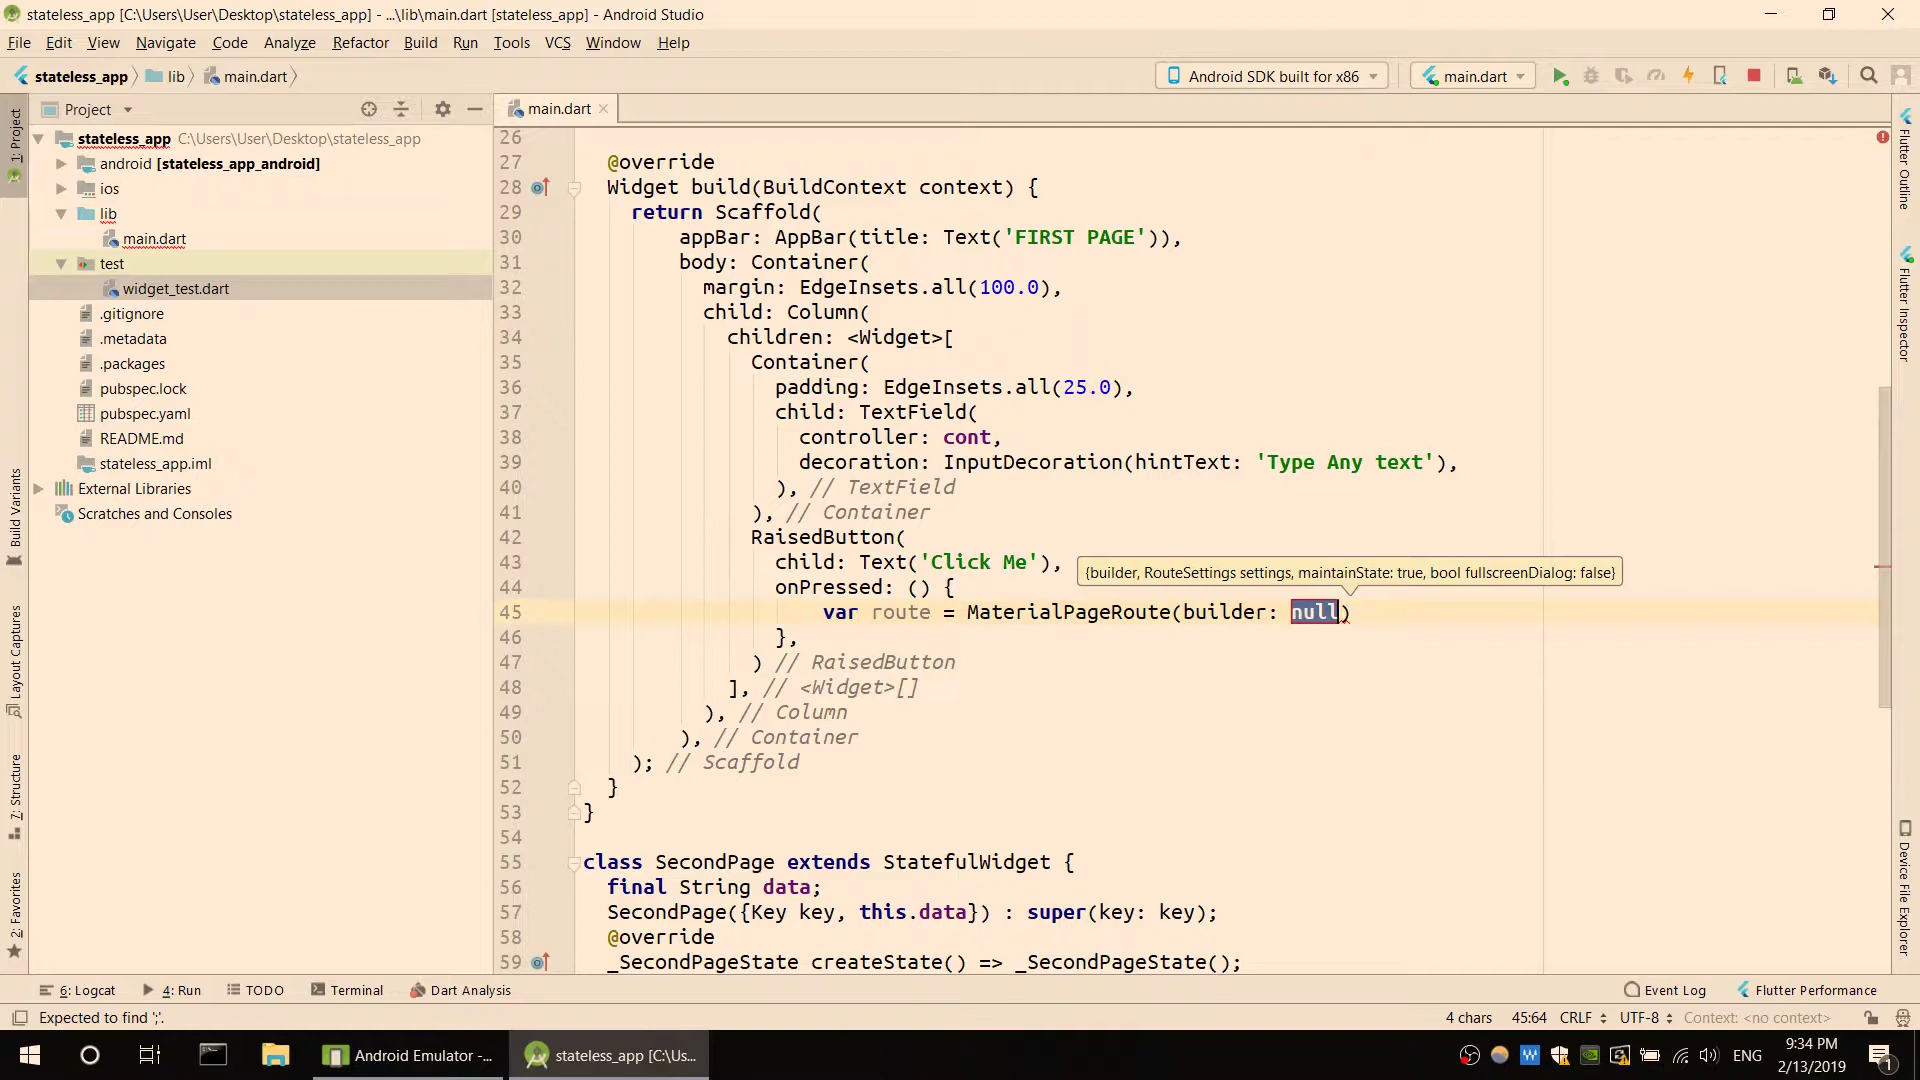 stateless_app [C:\Users\User\Desktop\stateless_app] - ...\lib\main.dart [stateless_app] - Android Studio
File Edit View Navigate Code Analyze Refactor Build Run Tools VCS Window Help
stateless_app lib main.dart Android SDK built for x86 main.dart
Project main.dart
stateless_app C:\Users\User\Desktop\stateless_app
android [stateless_app_android]
ios
lib
main.dart
test
widget_test.dart
.gitignore
.metadata
.packages
pubspec.lock
pubspec.yaml
README.md
stateless_app.iml
External Libraries
Scratches and Consoles
1: Project
Build Variants
Layout Captures
7: Structure
2: Favorites
26
27 @override
28 Widget build(BuildContext context) {
29 return Scaffold(
30 appBar: AppBar(title: Text('FIRST PAGE')),
31 body: Container(
32 margin: EdgeInsets.all(100.0),
33 child: Column(
34 children: <Widget>[
35 Container(
36 padding: EdgeInsets.all(25.0),
37 child: TextField(
38 controller: cont,
39 decoration: InputDecoration(hintText: 'Type Any text'),
40 ), // TextField
41 ), // Container
42 RaisedButton(
43 child: Text('Click Me'),
{builder, RouteSettings settings, maintainState: true, bool fullscreenDialog: false}
44 onPressed: () {
45 var route = MaterialPageRoute(builder: null)
46 },
47 ) // RaisedButton
48 ], // <Widget>[]
49 ), // Column
50 ), // Container
51 ); // Scaffold
52 }
53 }
54
55 class SecondPage extends StatefulWidget {
56 final String data;
57 SecondPage({Key key, this.data}) : super(key: key);
58 @override
59 _SecondPageState createState() => _SecondPageState();
Flutter Outline
Flutter Inspector
Device File Explorer
6: Logcat 4: Run TODO Terminal Dart Analysis Event Log Flutter Performance
Expected to find ';'. 4 chars 45:64 CRLF UTF-8 Context: <no context>
Android Emulator -... stateless_app [C:\Us... ENG 9:34 PM
2/13/2019 1